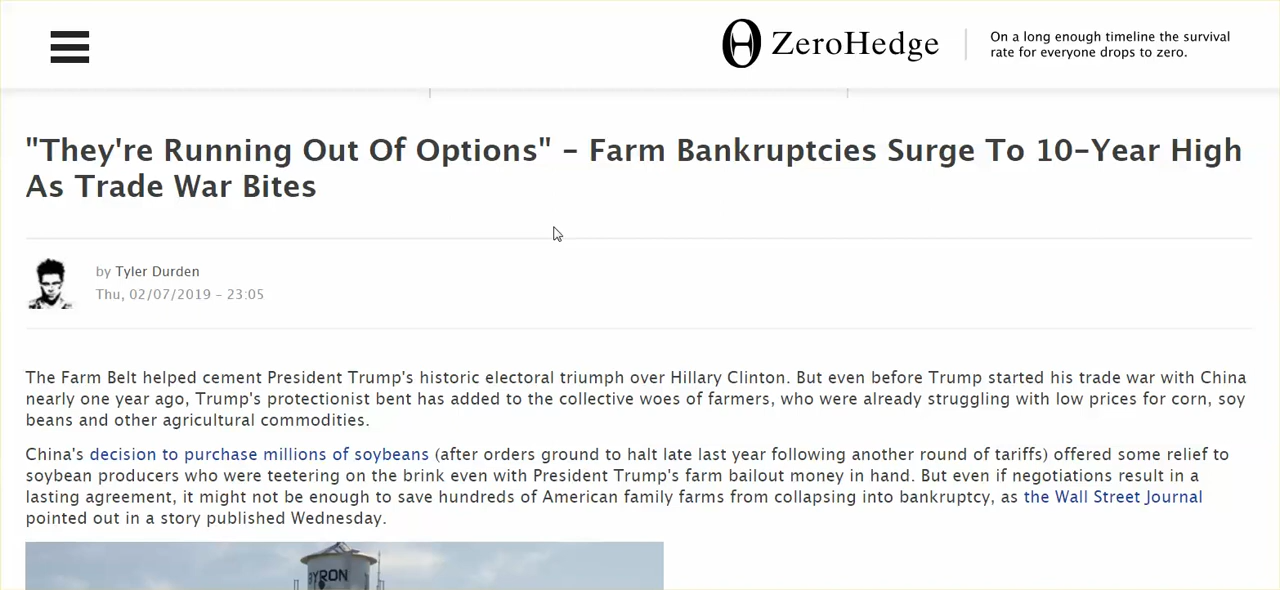 ZeroHedge
On a long enough timeline the survival
rate for everyone drops to zero.
"They're Running Out Of Options" – Farm Bankruptcies Surge To 10-Year High
As Trade War Bites
by Tyler Durden
Thu, 02/07/2019 – 23:05
The Farm Belt helped cement President Trump's historic electoral triumph over Hillary Clinton. But even before Trump started his trade war with China
nearly one year ago, Trump's protectionist bent has added to the collective woes of farmers, who were already struggling with low prices for corn, soy
beans and other agricultural commodities.
China's decision to purchase millions of soybeans (after orders ground to halt late last year following another round of tariffs) offered some relief to
soybean producers who were teetering on the brink even with President Trump's farm bailout money in hand. But even if negotiations result in a
lasting agreement, it might not be enough to save hundreds of American family farms from collapsing into bankruptcy, as the Wall Street Journal
pointed out in a story published Wednesday.
BYRON